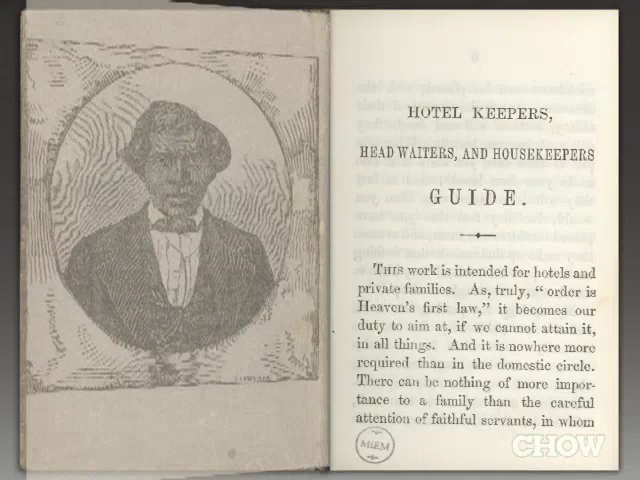 HOTEL KEEPERS,
HEAD WAITERS, AND HOUSEKEEPERS
GUIDE.
THIS work is intended for hotels and
private families. As, truly, "order is
Heaven's first law," it becomes our
duty to aim at, if we cannot attain it,
in all things. And it is nowhere more
required than in the domestic circle.
There can be nothing of more impor-
tance to a family than the careful
attention of faithful servants, in whom
MiEM
CHOW